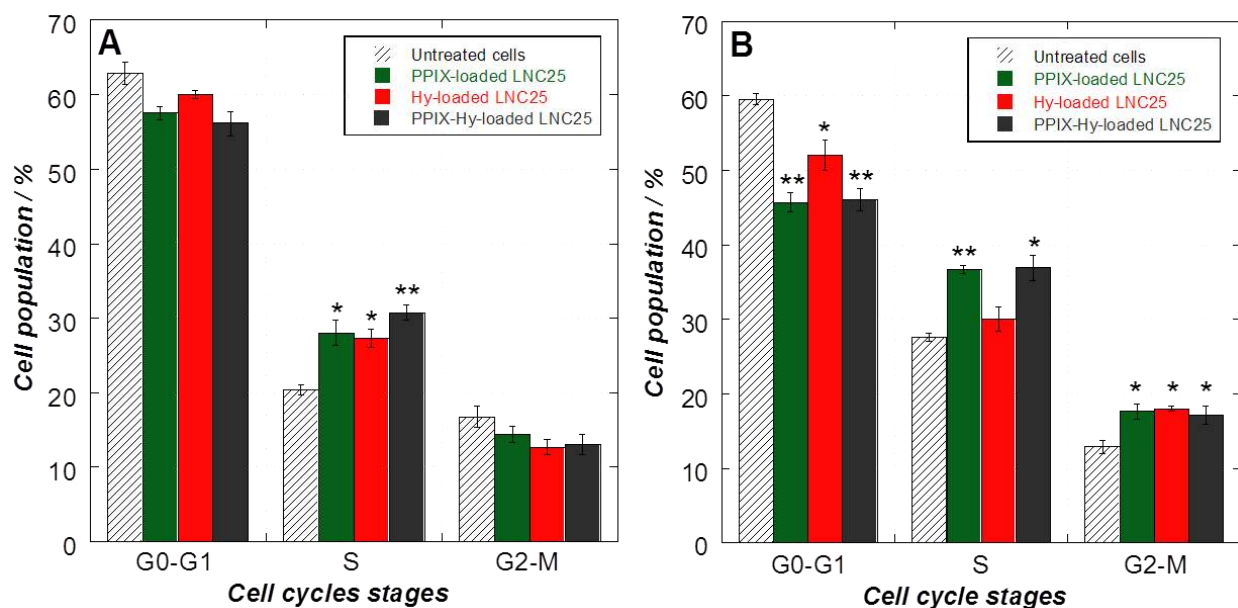 A
Untreated cells
PPIX-loaded LNC25
Hy-loaded LNC25
PPIX-Hy-loaded LNC25
70
60
50
40
30
20
10
0
Cell population / %
* * **
G0-G1 S G2-M
Cell cycles stages
B
Untreated cells
PPIX-loaded LNC25
Hy-loaded LNC25
PPIX-Hy-loaded LNC25
70
60
50
40
30
20
10
0
Cell population / %
** * **
** *
* * *
G0-G1 S G2-M
Cell cycle stages